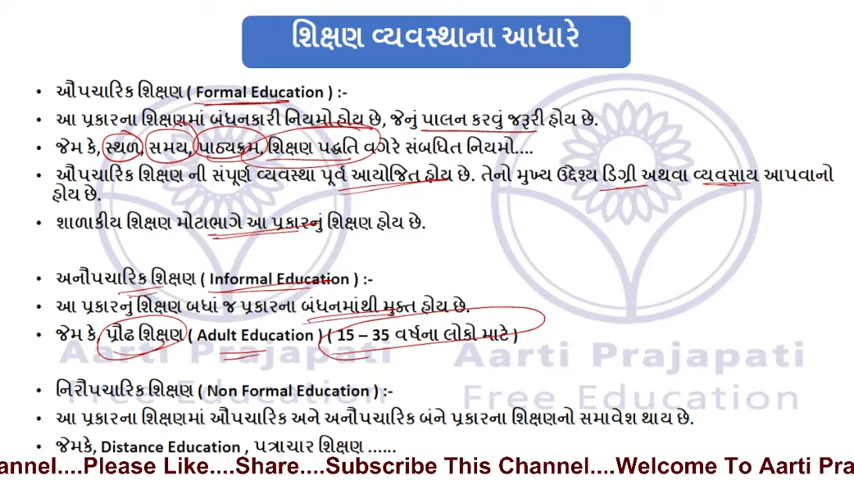 શિક્ષણ વ્યવસ્થાના આધારે
• ઔપચારિક શિક્ષણ ( Formal Education ) :-
• આ પ્રકારના શિક્ષણમાં બંધનકારી નિયમો હોય છે, જેનું પાલન કરવું જરૂરી હોય છે.
• જેમ કે, સ્થળ, સમય, પાઠ્યક્રમ, શિક્ષણ પદ્ધતિ વગેરે સંબધિત નિયમો....
• ઔપચારિક શિક્ષણ ની સંપૂર્ણ વ્યવસ્થા પૂર્વ આયોજિત હોય છે. તેનો મુખ્ય ઉદ્દેશ્ય ડિગ્રી અથવા વ્યવસાય આપવાનો
હોય છે.
• શાળાકીય શિક્ષણ મોટાભાગે આ પ્રકારનું શિક્ષણ હોય છે.
• અનૌપચારિક શિક્ષણ ( Informal Education ) :-
• આ પ્રકારનું શિક્ષણ બધાં જ પ્રકારના બંધનમાંથી મુક્ત હોય છે.
• જેમ કે, પ્રૌઢ શિક્ષણ ( Adult Education ) ( 15 – 35 વર્ષના લોકો માટે )
Aarti Prajapati
Aarti Prajapati
Free Education
Free Education
• નિરૌપચારિક શિક્ષણ ( Non Formal Education ) :-
• આ પ્રકારના શિક્ષણમાં ઔપચારિક અને અનૌપચારિક બંને પ્રકારના શિક્ષણનો સમાવેશ થાય છે.
• જેમકે, Distance Education , પત્રાચાર શિક્ષણ ......
annel....Please Like....Share....Subscribe This Channel....Welcome To Aarti Pra